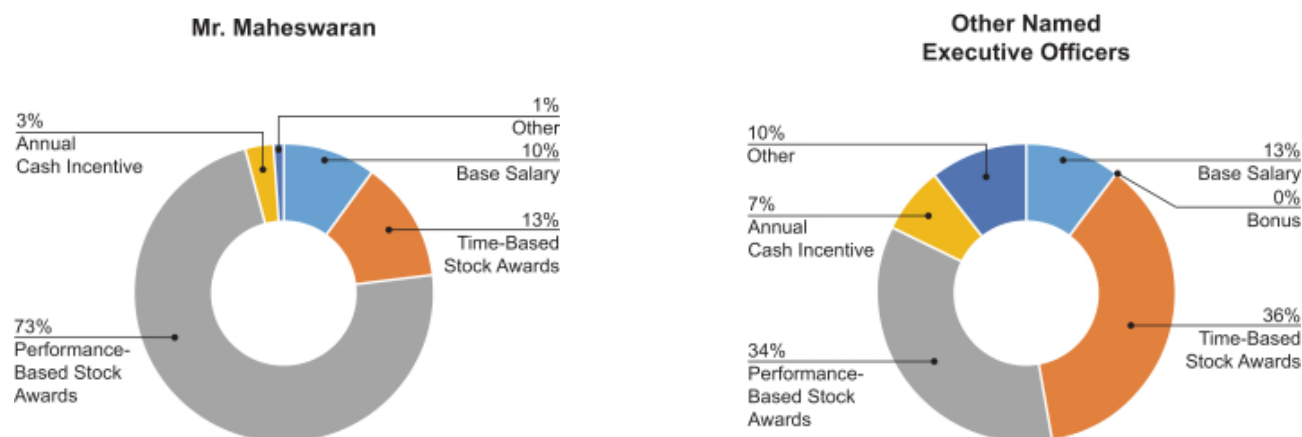 Mr. Maheswaran
3%
Annual
Cash Incentive
1%
Other
10%
Base Salary
13%
Time-Based
Stock Awards
73%
Performance-
Based Stock
Awards
Other Named
Executive Officers
10%
Other
7%
Annual
Cash Incentive
13%
Base Salary
0%
Bonus
36%
Time-Based
Stock Awards
34%
Performance-
Based Stock
Awards